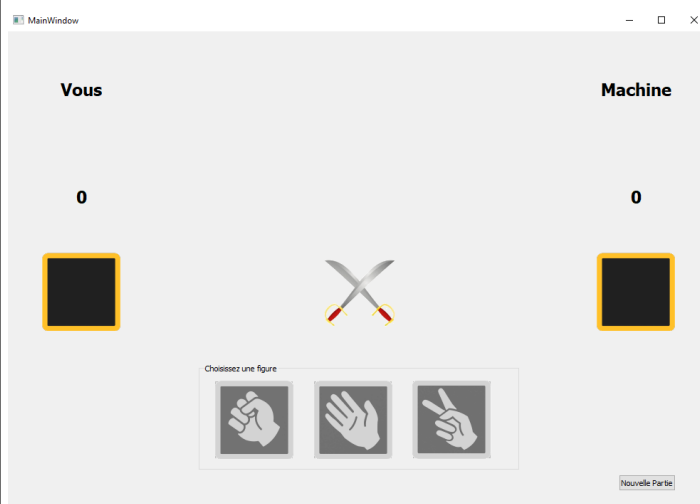 MainWindow
Vous
Machine
0
0
Choisissez une figure
Nouvelle Partie